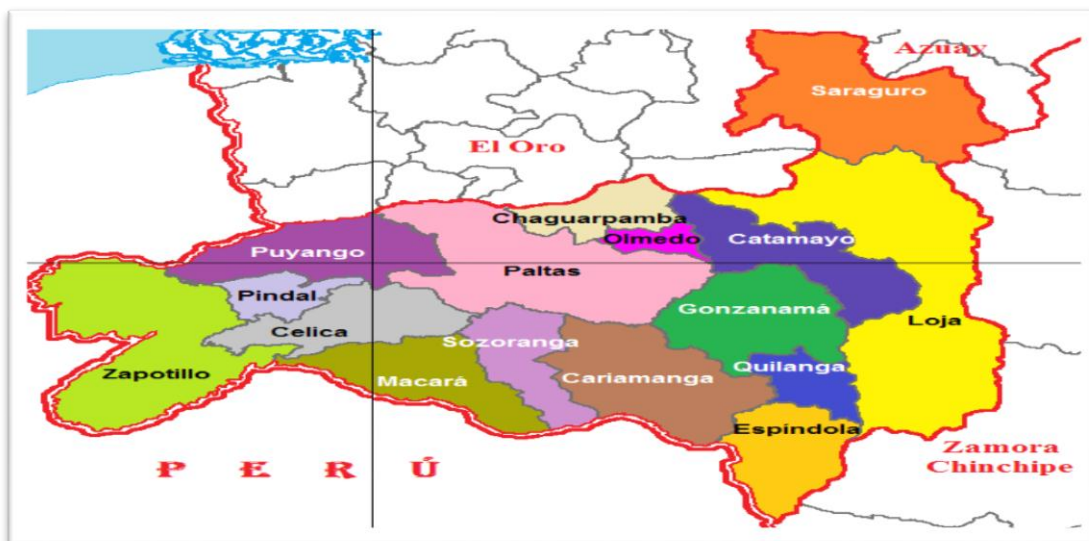 Azuay
Saraguro
El Oro
Chaguarpamba
Olmedo
Catamayo
Puyango
Paltas
Pindal
Gonzanamá
Loja
Celica
Sozoranga
Zapotillo
Macará
Cariamanga
Quilanga
Espíndola
Zamora
Chinchipe
P E R Ú